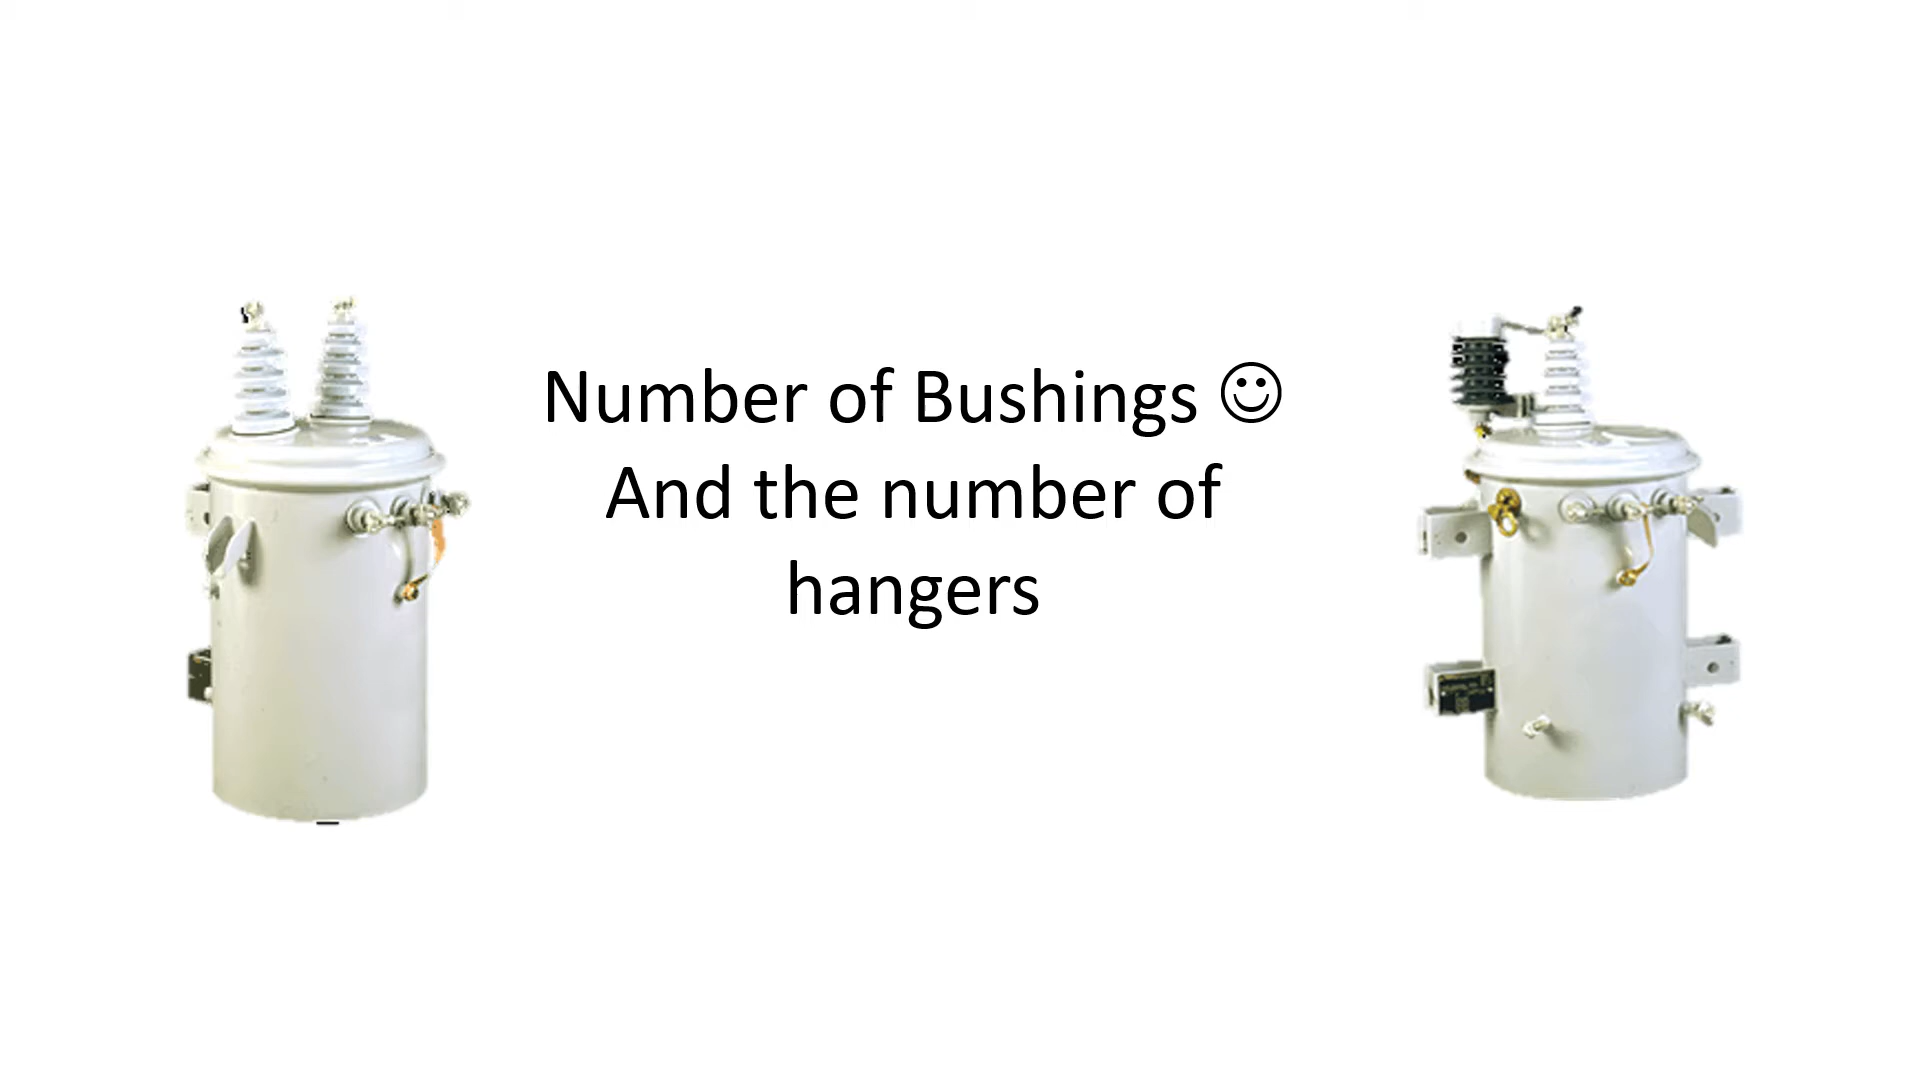 Number of Bushings ☺
And the number of
hangers